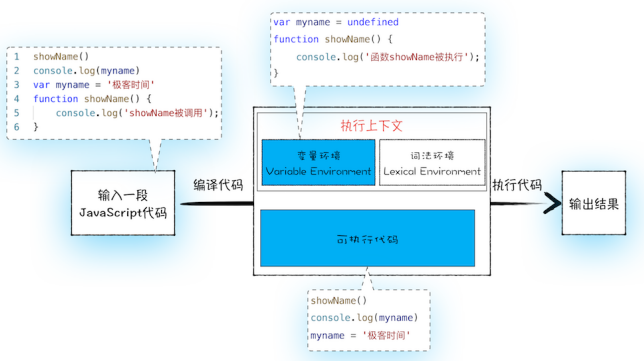 var myname = undefined
function showName() {
console.log('函数showName被执行');
}
1 showName()
2 console.log(myname)
3 var myname = '极客时间'
4 function showName() {
5 console.log('showName被调用');
6 }
执行上下文
变量环境
Variable Environment
词法环境
Lexical Environment
输入一段
JavaScript代码
编译代码
执行代码
输出结果
可执行代码
showName()
console.log(myname)
myname = '极客时间'